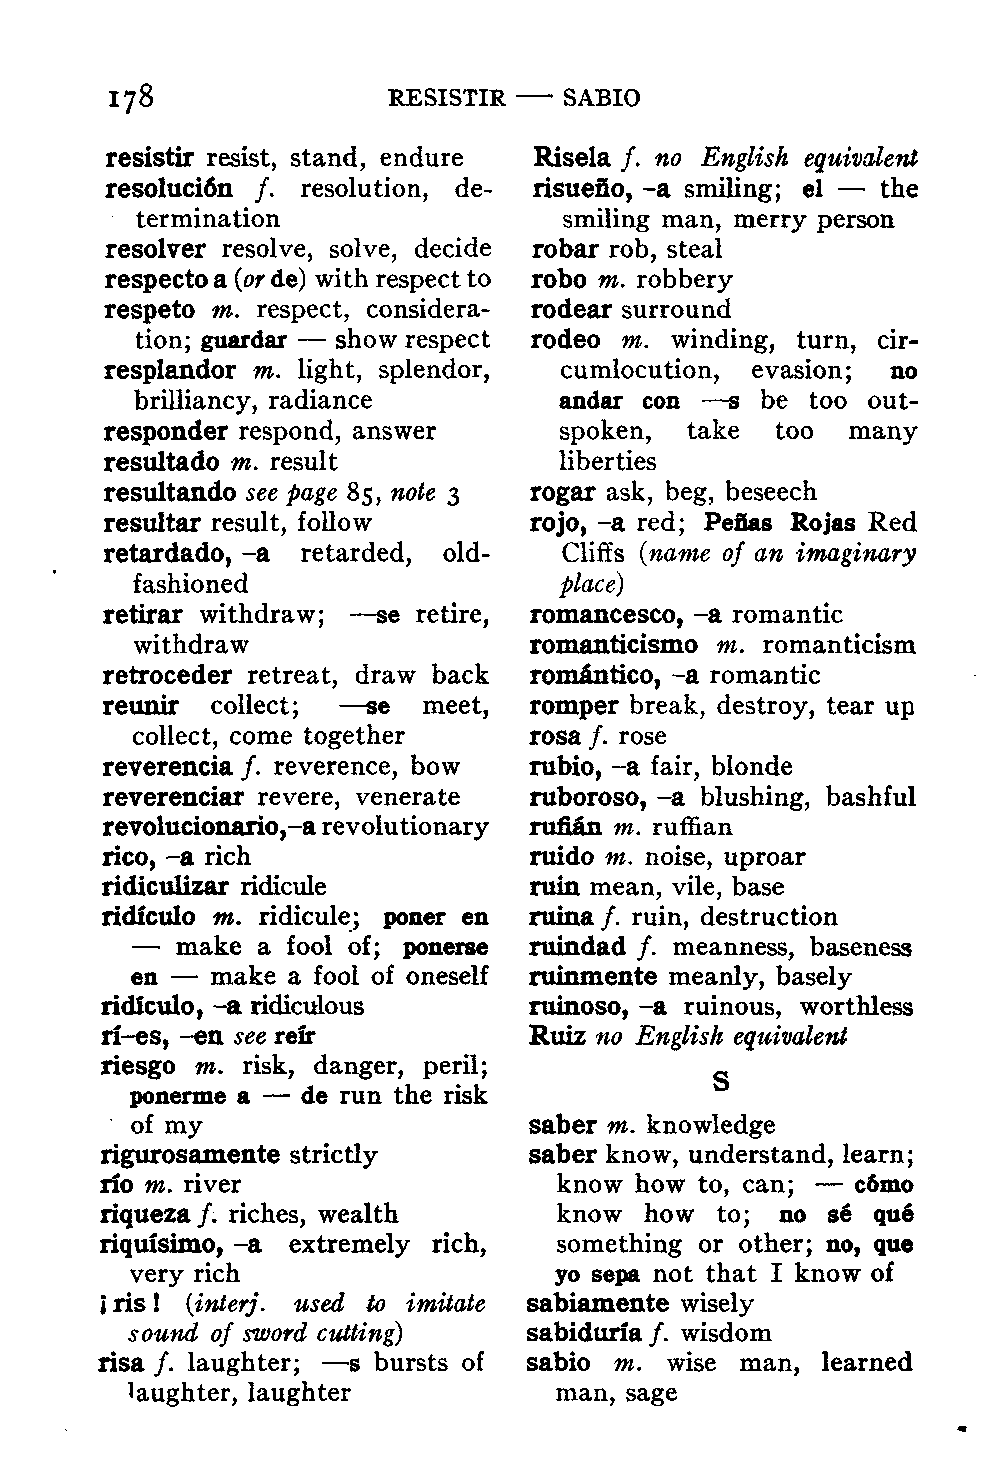 178 RESISTIR — SABIO
resistir resist, stand, endure
resolución f. resolution, de-
termination
resolver resolve, solve, decide
respecto a (or de) with respect to
respeto m. respect, considera-
tion; guardar — show respect
resplandor m. light, splendor,
brilliancy, radiance
responder respond, answer
resultado m. result
resultando see page 85, note 3
resultar result, follow
retardado, –a retarded, old-
fashioned
retirar withdraw; —se retire,
withdraw
retroceder retreat, draw back
reunir collect; —se meet,
collect, come together
reverencia f. reverence, bow
reverenciar revere, venerate
revolucionario,–a revolutionary
rico, –a rich
ridiculizar ridicule
ridículo m. ridicule; poner en
— make a fool of; ponerse
en — make a fool of oneself
ridículo, –a ridiculous
rí–es, –en see reír
riesgo m. risk, danger, peril;
ponerme a — de run the risk
of my
rigurosamente strictly
río m. river
riqueza f. riches, wealth
riquísimo, –a extremely rich,
very rich
¡ris! (interj. used to imitate
sound of sword cutting)
risa f. laughter; —s bursts of
laughter, laughter
Risela f. no English equivalent
risueño, –a smiling; el — the
smiling man, merry person
robar rob, steal
robo m. robbery
rodear surround
rodeo m. winding, turn, cir-
cumlocution, evasion; no
andar con —s be too out-
spoken, take too many
liberties
rogar ask, beg, beseech
rojo, –a red; Peñas Rojas Red
Cliffs (name of an imaginary
place)
romancesco, –a romantic
romanticismo m. romanticism
romántico, –a romantic
romper break, destroy, tear up
rosa f. rose
rubio, –a fair, blonde
ruboroso, –a blushing, bashful
rufián m. ruffian
ruido m. noise, uproar
ruin mean, vile, base
ruina f. ruin, destruction
ruindad f. meanness, baseness
ruinmente meanly, basely
ruinoso, –a ruinous, worthless
Ruiz no English equivalent
S
saber m. knowledge
saber know, understand, learn;
know how to, can; — cómo
know how to; no sé qué
something or other; no, que
yo sepa not that I know of
sabiamente wisely
sabiduría f. wisdom
sabio m. wise man, learned
man, sage